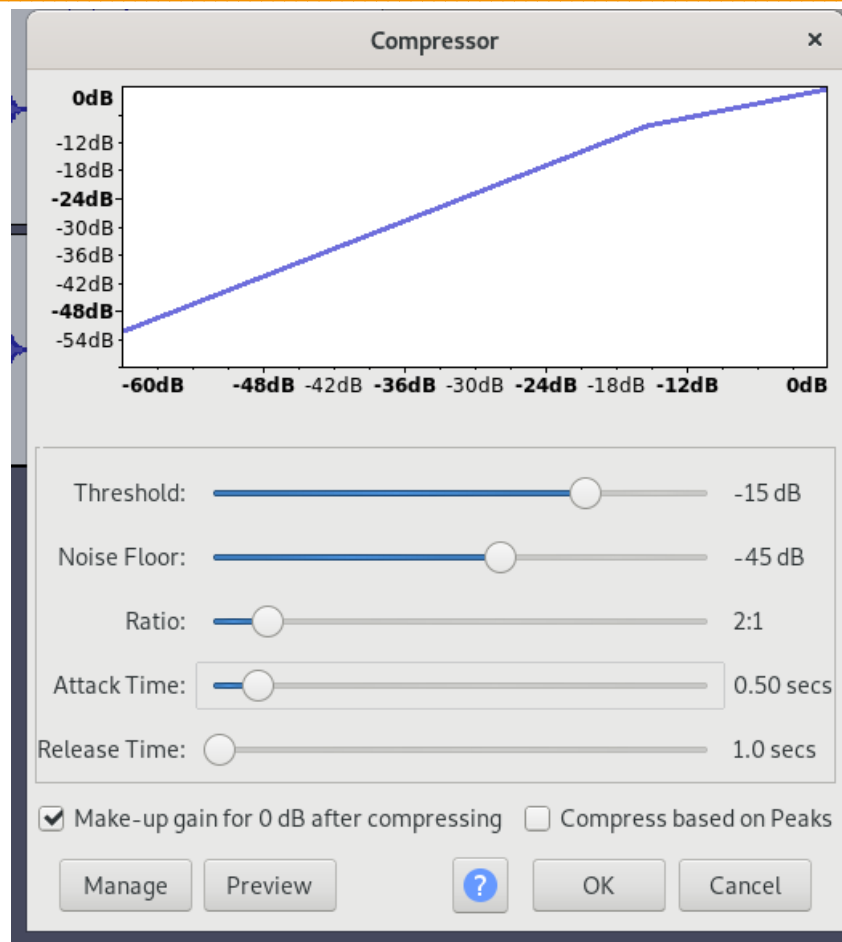 Compressor ×
0dB
-12dB
-18dB
-24dB
-30dB
-36dB
-42dB
-48dB
-54dB
-60dB -48dB -42dB -36dB -30dB -24dB -18dB -12dB 0dB
Threshold: -15 dB
Noise Floor: -45 dB
Ratio: 2:1
Attack Time: 0.50 secs
Release Time: 1.0 secs
Make-up gain for 0 dB after compressing Compress based on Peaks
Manage Preview ? OK Cancel